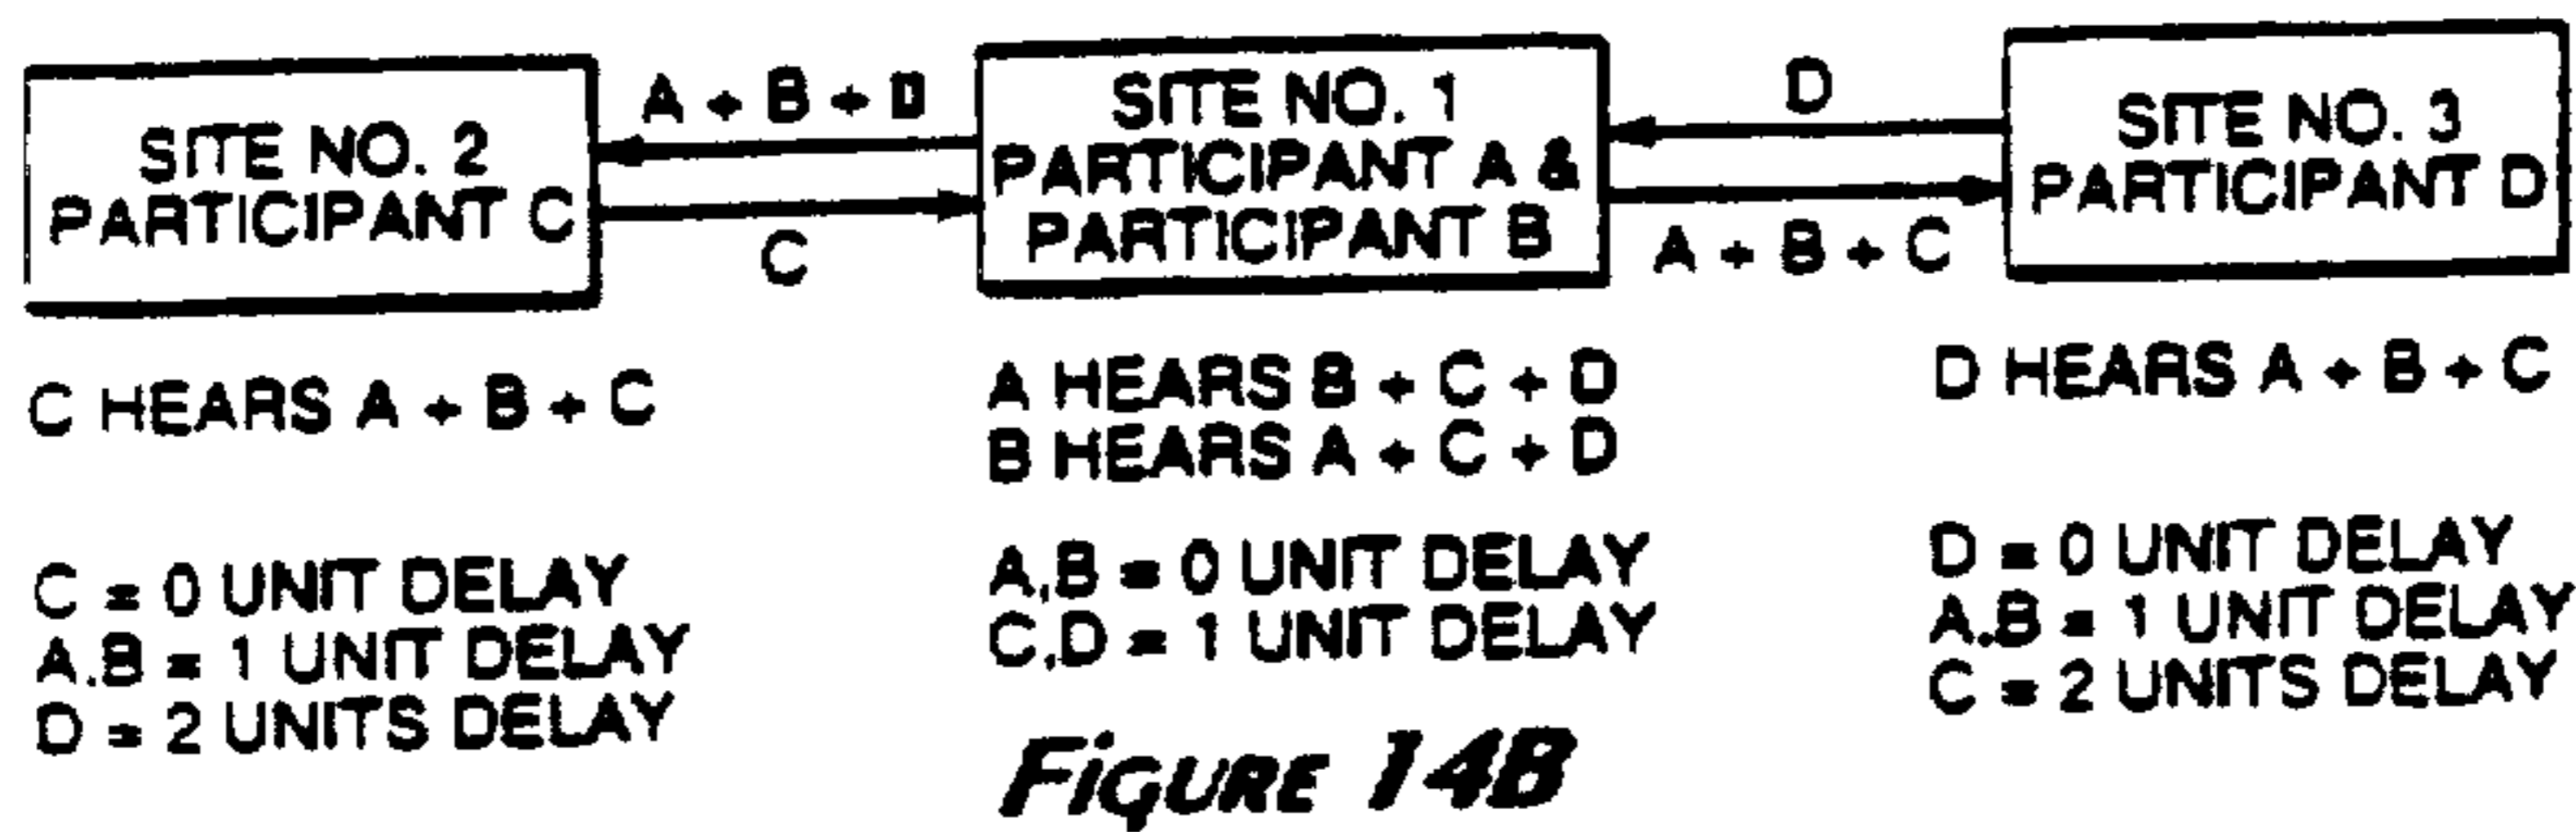 SITE NO. 2
PARTICIPANT C
A + B + D
C
SITE NO. 1
PARTICIPANT A &
PARTICIPANT B
D
A + B + C
SITE NO. 3
PARTICIPANT D
C HEARS A + B + C
A HEARS B + C + D
B HEARS A + C + D
D HEARS A + B + C
C = 0 UNIT DELAY
A,B = 1 UNIT DELAY
D = 2 UNITS DELAY
A,B = 0 UNIT DELAY
C,D = 1 UNIT DELAY
D = 0 UNIT DELAY
A,B = 1 UNIT DELAY
C = 2 UNITS DELAY
FIGURE 14B